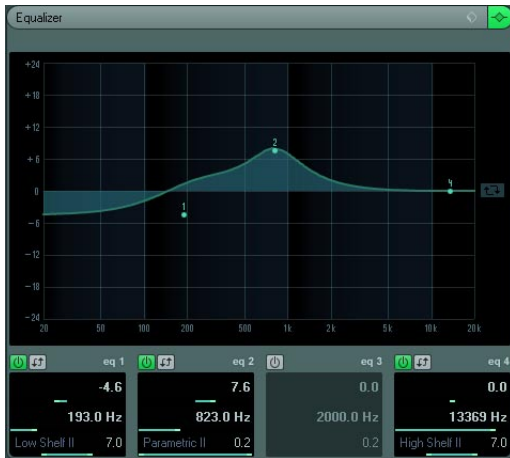 Equalizer
+24
+18
+12
+6
0
-6
-12
-18
-24
1
2
4
20 50 100 200 500 1k 2k 5k 10k 20k
eq 1 eq 2 eq 3 eq 4
-4.6 7.6 0.0 0.0
193.0 Hz 823.0 Hz 2000.0 Hz 13369 Hz
Low Shelf II 7.0 Parametric II 0.2 0.2 High Shelf II 7.0